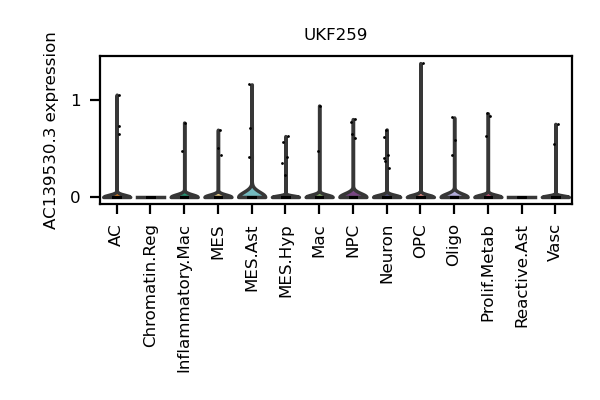 UKF259
AC139530.3 expression
1
0
AC
Chromatin.Reg
Inflammatory.Mac
MES
MES.Ast
MES.Hyp
Mac
NPC
Neuron
OPC
Oligo
Prolif.Metab
Reactive.Ast
Vasc